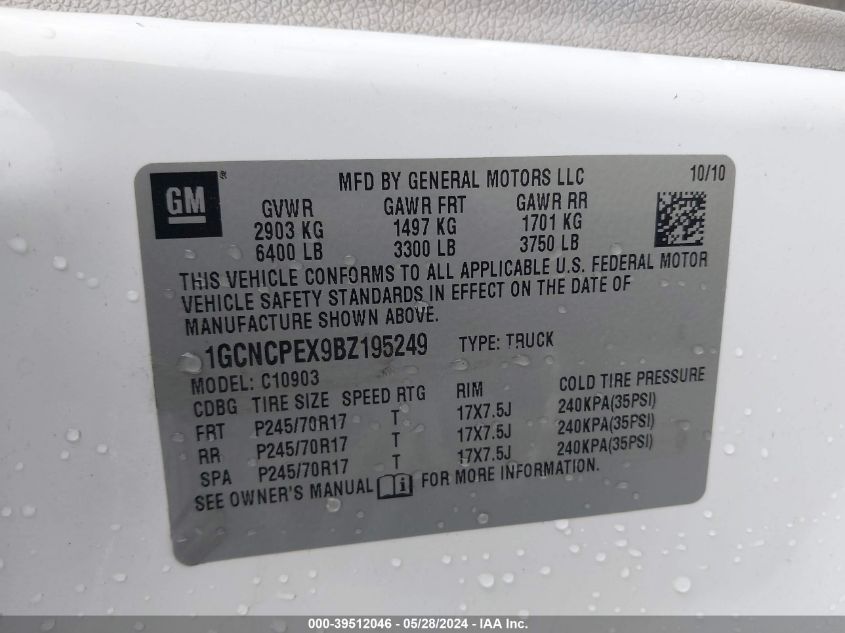 GM ® MFD BY GENERAL MOTORS LLC 10/10
GVWR GAWR FRT GAWR RR
2903 KG 1497 KG 1701 KG
6400 LB 3300 LB 3750 LB
THIS VEHICLE CONFORMS TO ALL APPLICABLE U.S. FEDERAL MOTOR
VEHICLE SAFETY STANDARDS IN EFFECT ON THE DATE OF
MANUFACTURE SHOWN ABOVE.
1GCNCPEX9BZ195249 TYPE: TRUCK
MODEL: C10903
CDBG TIRE SIZE SPEED RTG RIM COLD TIRE PRESSURE
FRT P245/70R17 T 17X7.5J 240KPA(35PSI)
RR P245/70R17 T 17X7.5J 240KPA(35PSI)
SPA P245/70R17 T 17X7.5J 240KPA(35PSI)
SEE OWNER'S MANUAL FOR MORE INFORMATION.
000-39512046 - 05/28/2024 - IAA Inc.